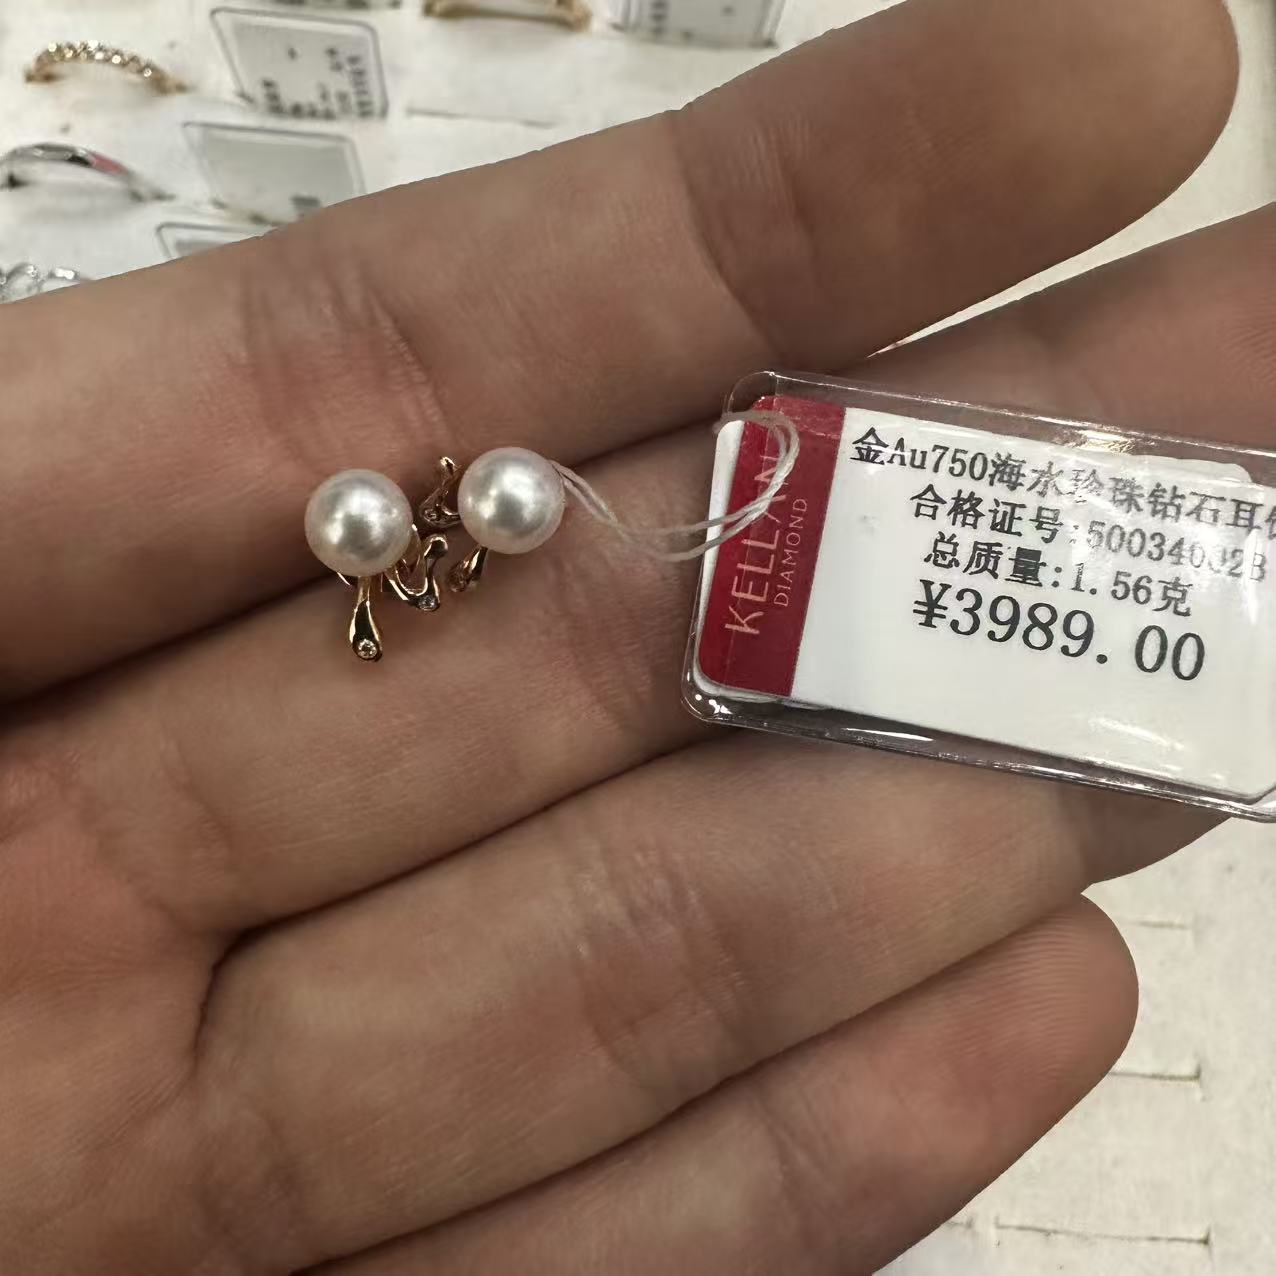 KELLAN
DIAMOND
金Au750海水珍珠钻石耳
合格证号:50034002B
总质量:1.56克
¥3989.00